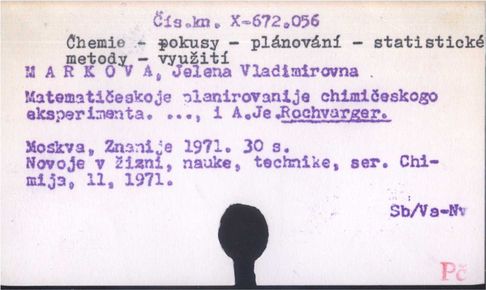 Čís.kn. X-672.056
Chemie - pokusy - plánování - statistické
metody - využití
MARKOVA, Jelena Vladimirovna
Matematičeskoje planirovanije chimičeskogo
eksperimenta. ..., i A.Je.Rochvarger.
Moskva, Znanije 1971. 30 s.
Novoje v žizni, nauke, technike, ser. Chi-
mija, 11, 1971.
Sb/Va-Nv
Pč